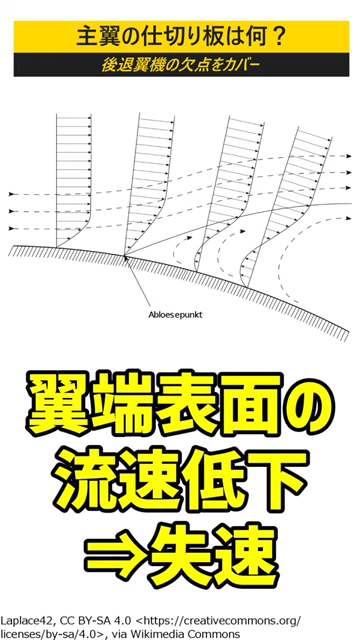 主翼の仕切り板は何？
後退翼機の欠点をカバー
Abloesepunkt
翼端表面の
流速低下
⇒失速
Laplace42, CC BY-SA 4.0 <https://creativecommons.org/
licenses/by-sa/4.0>, via Wikimedia Commons